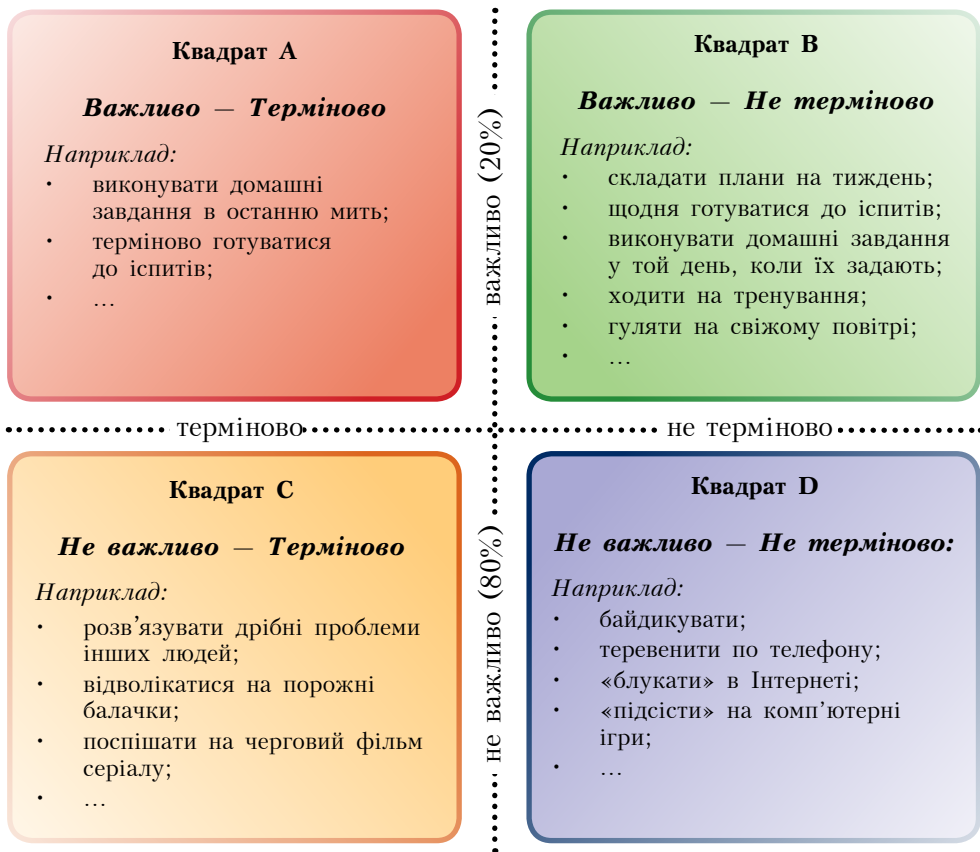 Квадрат A
Важливо — Терміново
Наприклад:
· виконувати домашні
завдання в останню мить;
· терміново готуватися
до іспитів;
· ...
важливо (20%)
Квадрат B
Важливо — Не терміново
Наприклад:
· складати плани на тиждень;
· щодня готуватися до іспитів;
· виконувати домашні завдання
у той день, коли їх задають;
· ходити на тренування;
· гуляти на свіжому повітрі;
· ...
терміново
не терміново
Квадрат C
Не важливо — Терміново
Наприклад:
· розв’язувати дрібні проблеми
інших людей;
· відволікатися на порожні
балачки;
· поспішати на черговий фільм
серіалу;
· ...
не важливо (80%)
Квадрат D
Не важливо — Не терміново:
Наприклад:
· байдикувати;
· теревенити по телефону;
· «блукати» в Інтернеті;
· «підсісти» на комп’ютерні
ігри;
· ...